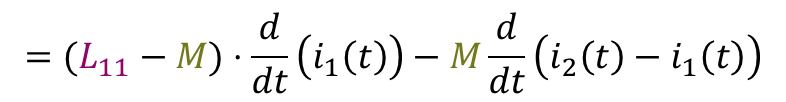 = (L₁₁ − M) · d/dt (i₁(t)) − M d/dt (i₂(t) − i₁(t))